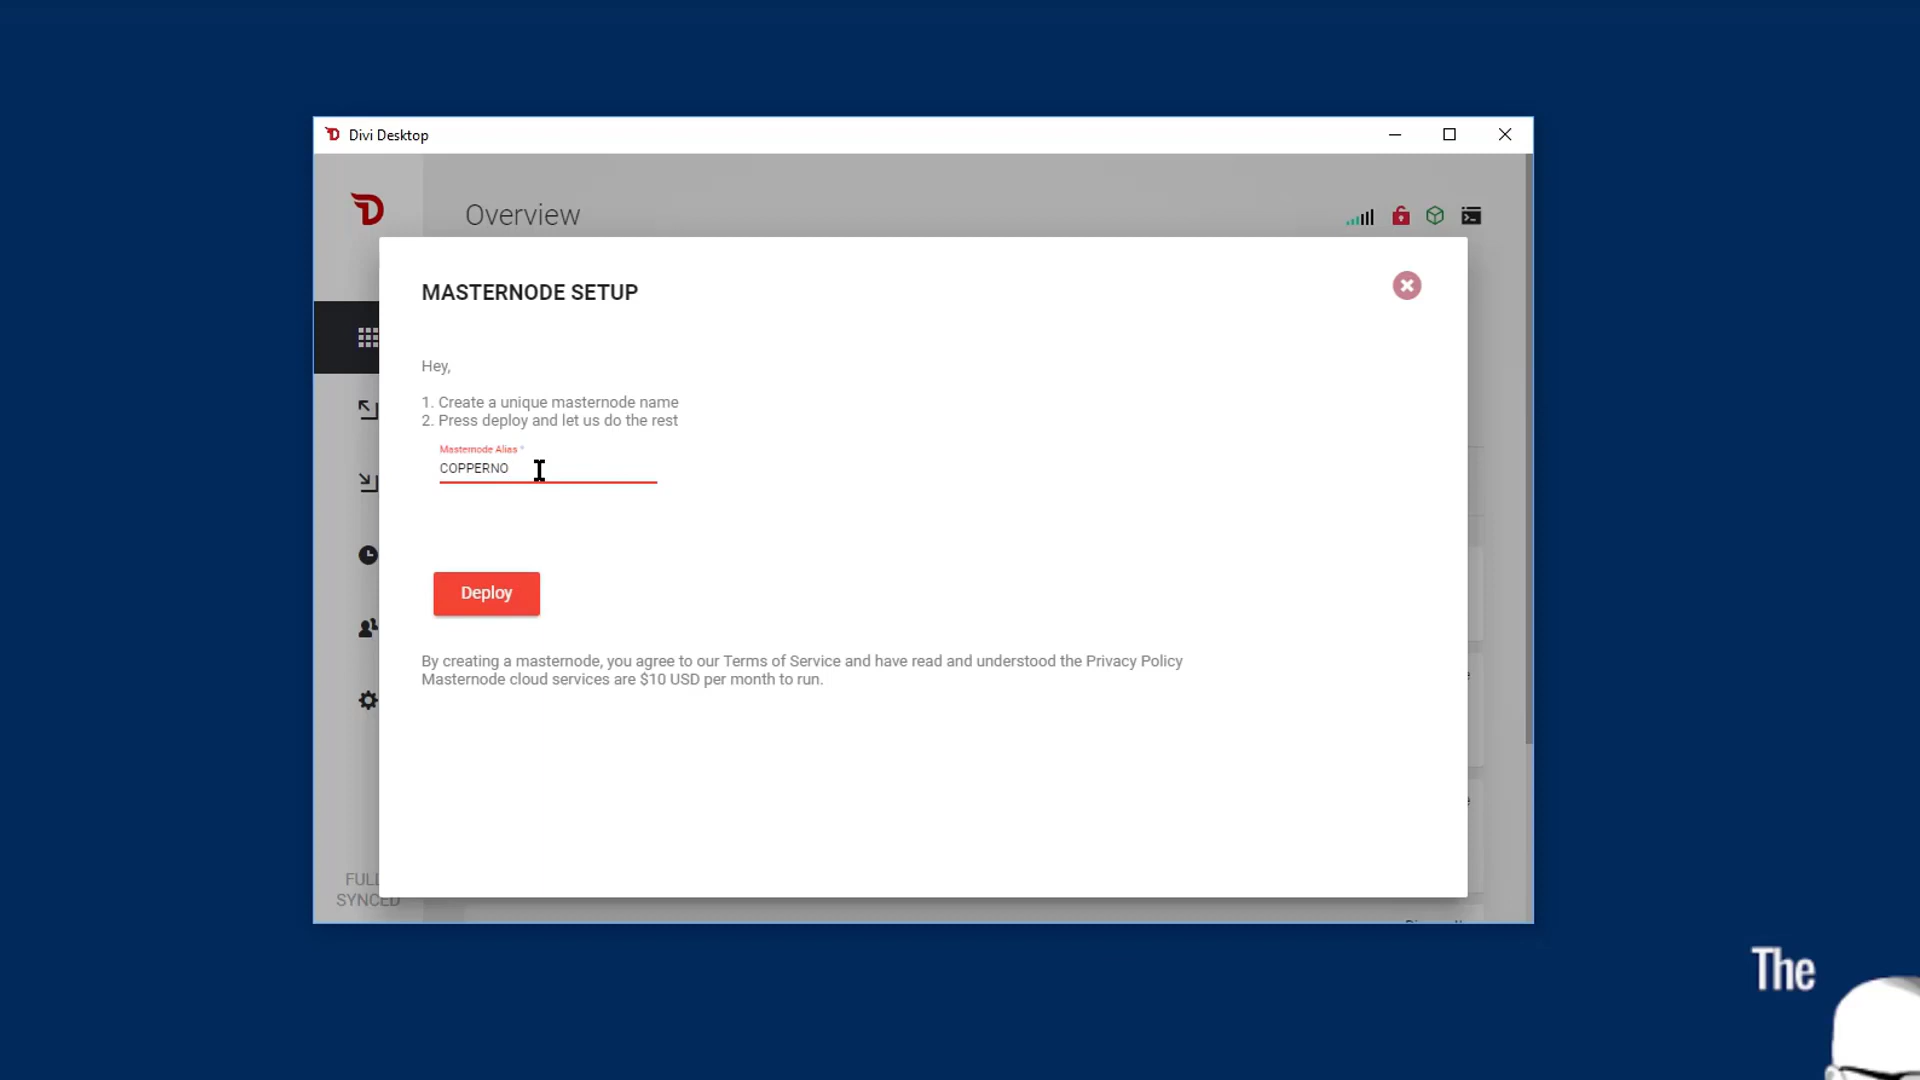 Divi Desktop
Overview
MASTERNODE SETUP
Hey,
1. Create a unique masternode name
2. Press deploy and let us do the rest
Masternode Alias *
COPPERNO
Deploy
By creating a masternode, you agree to our Terms of Service and have read and understood the Privacy Policy
Masternode cloud services are $10 USD per month to run.
SYNCED
The